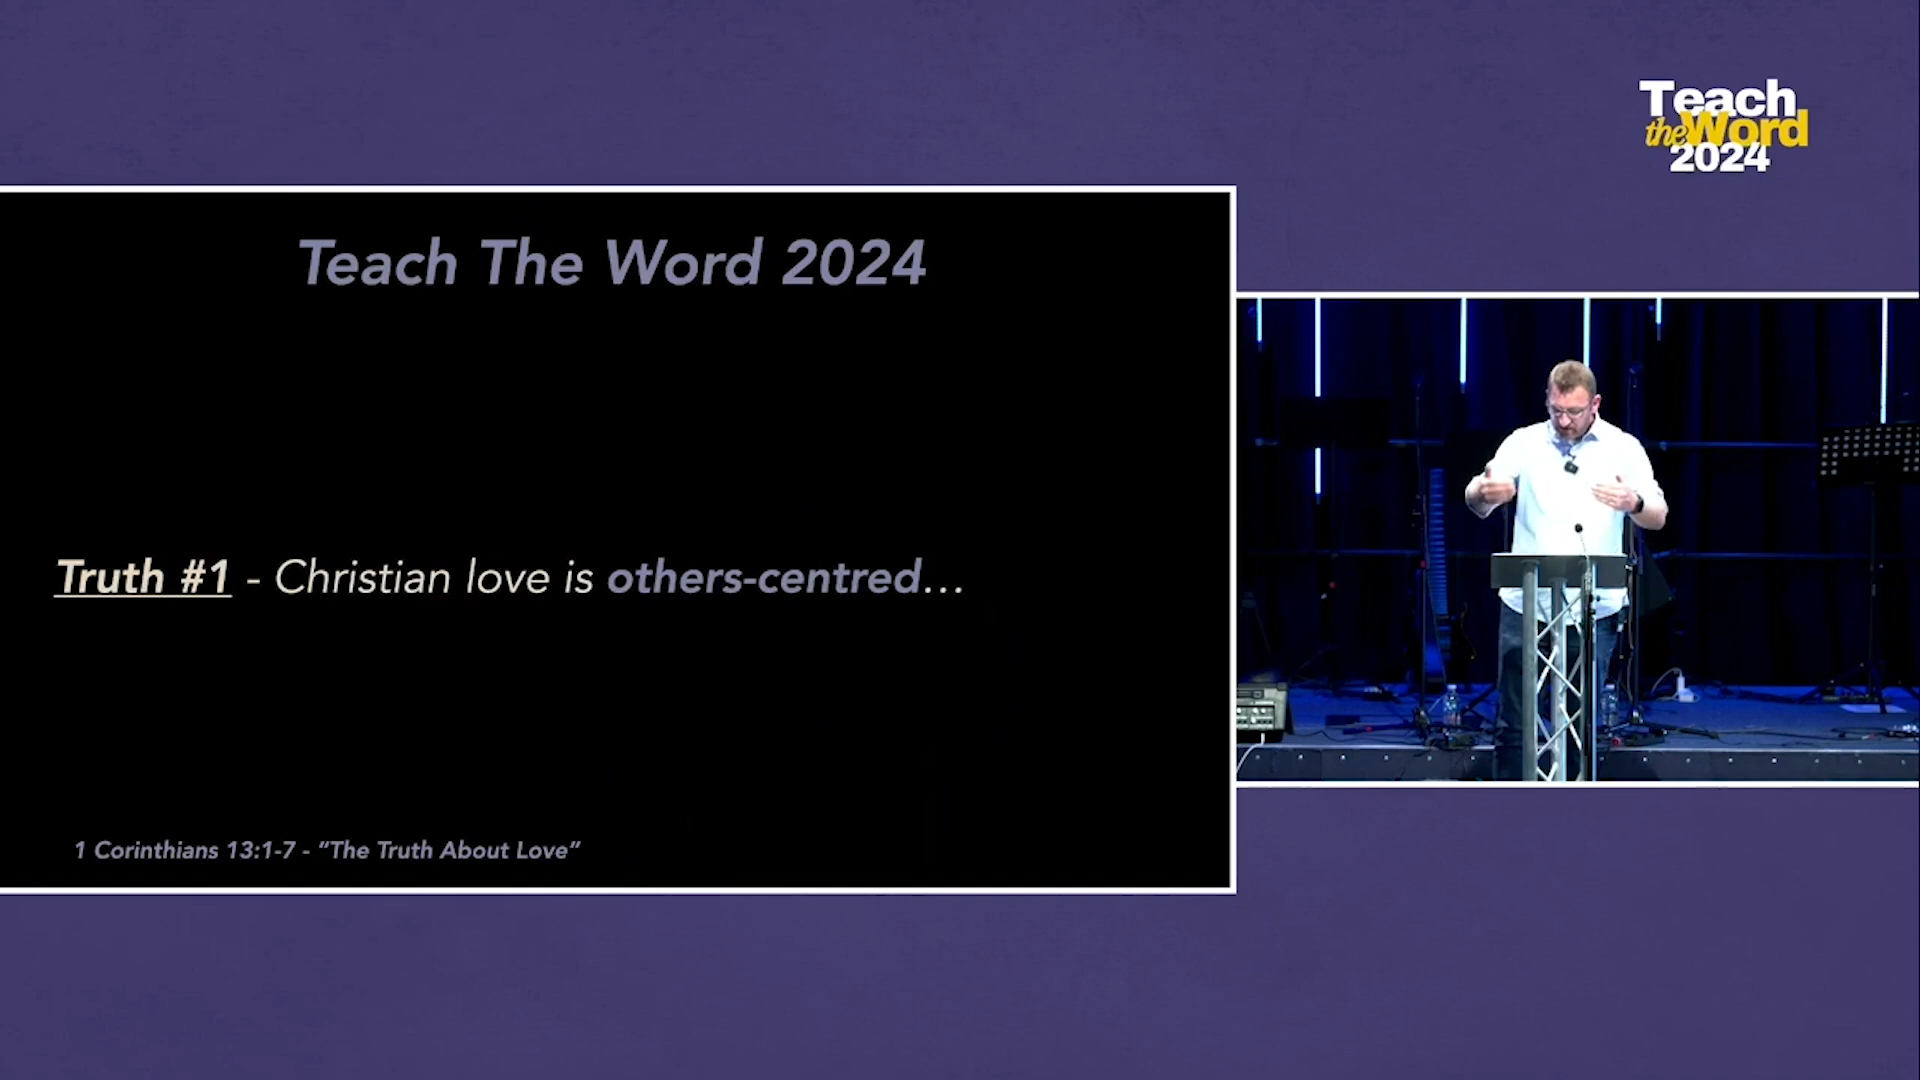 Teach
the Word
2024
Teach The Word 2024
Truth #1 - Christian love is others-centred…
1 Corinthians 13:1-7 - “The Truth About Love”